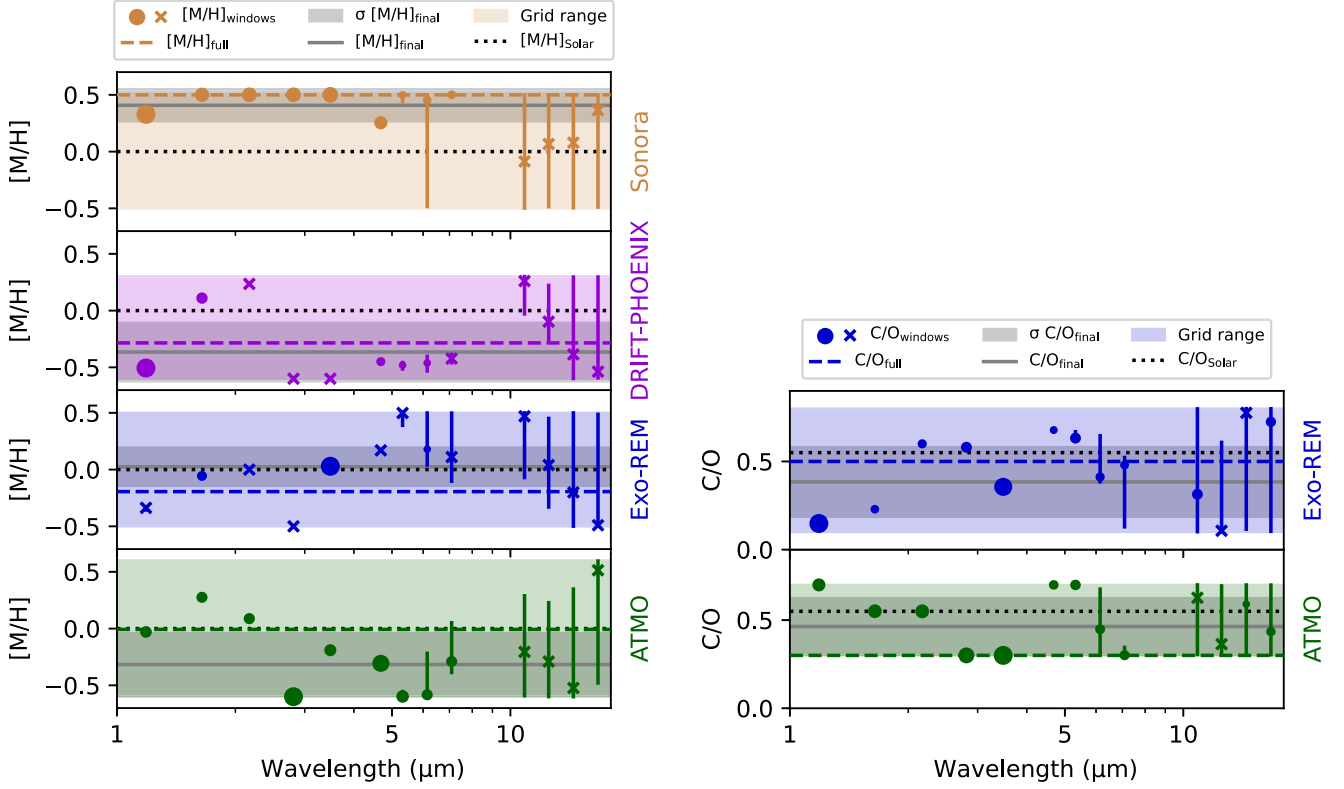 [M/H]windows σ [M/H]final Grid range
[M/H]full [M/H]final [M/H]Solar
0.5
0.0
−0.5
[M/H]
Sonora
0.5
0.0
−0.5
[M/H]
DRIFT-PHOENIX
0.5
0.0
−0.5
[M/H]
Exo-REM
0.5
0.0
−0.5
[M/H]
ATMO
1 5 10
Wavelength (μm)
C/Owindows σ C/Ofinal Grid range
C/Ofull C/Ofinal C/OSolar
0.5
0.0
C/O
Exo-REM
0.5
0.0
C/O
ATMO
1 5 10
Wavelength (μm)